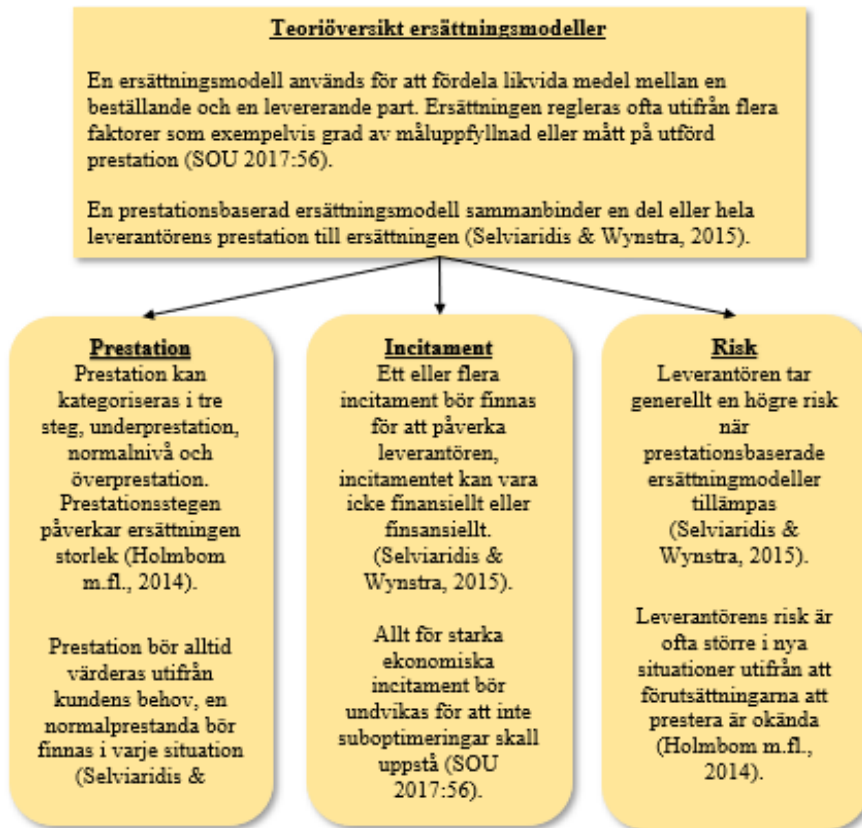 Teoriöversikt ersättningsmodeller
En ersättningsmodell används för att fördela likvida medel mellan en
beställande och en levererande part. Ersättningen regleras ofta utifrån flera
faktorer som exempelvis grad av måluppfyllnad eller mått på utförd
prestation (SOU 2017:56).
En prestationsbaserad ersättningsmodell sammanbinder en del eller hela
leverantörens prestation till ersättningen (Selviaridis & Wynstra, 2015).
Prestation
Prestation kan
kategoriseras i tre
steg, underprestation,
normalnivå och
överprestation.
Prestationsstegen
påverkar ersättningen
storlek (Holmbom
m.fl., 2014).
Prestation bör alltid
värderas utifrån
kundens behov, en
normalprestanda bör
finnas i varje situation
(Selviaridis &
Incitament
Ett eller flera
incitament bör finnas
för att påverka
leverantören,
incitamentet kan vara
icke finansiellt eller
finsansiellt.
(Selviaridis &
Wynstra, 2015).
Allt för starka
ekonomiska
incitament bör
undvikas för att inte
suboptimeringar skall
uppstå (SOU
2017:56).
Risk
Leverantören tar
generellt en högre risk
när
prestationsbaserade
ersättningmodeller
tillämpas
(Selviaridis &
Wynstra, 2015).
Leverantörens risk är
ofta större i nya
situationer utifrån att
förutsättningarna att
prestera är okända
(Holmbom m.fl.,
2014).